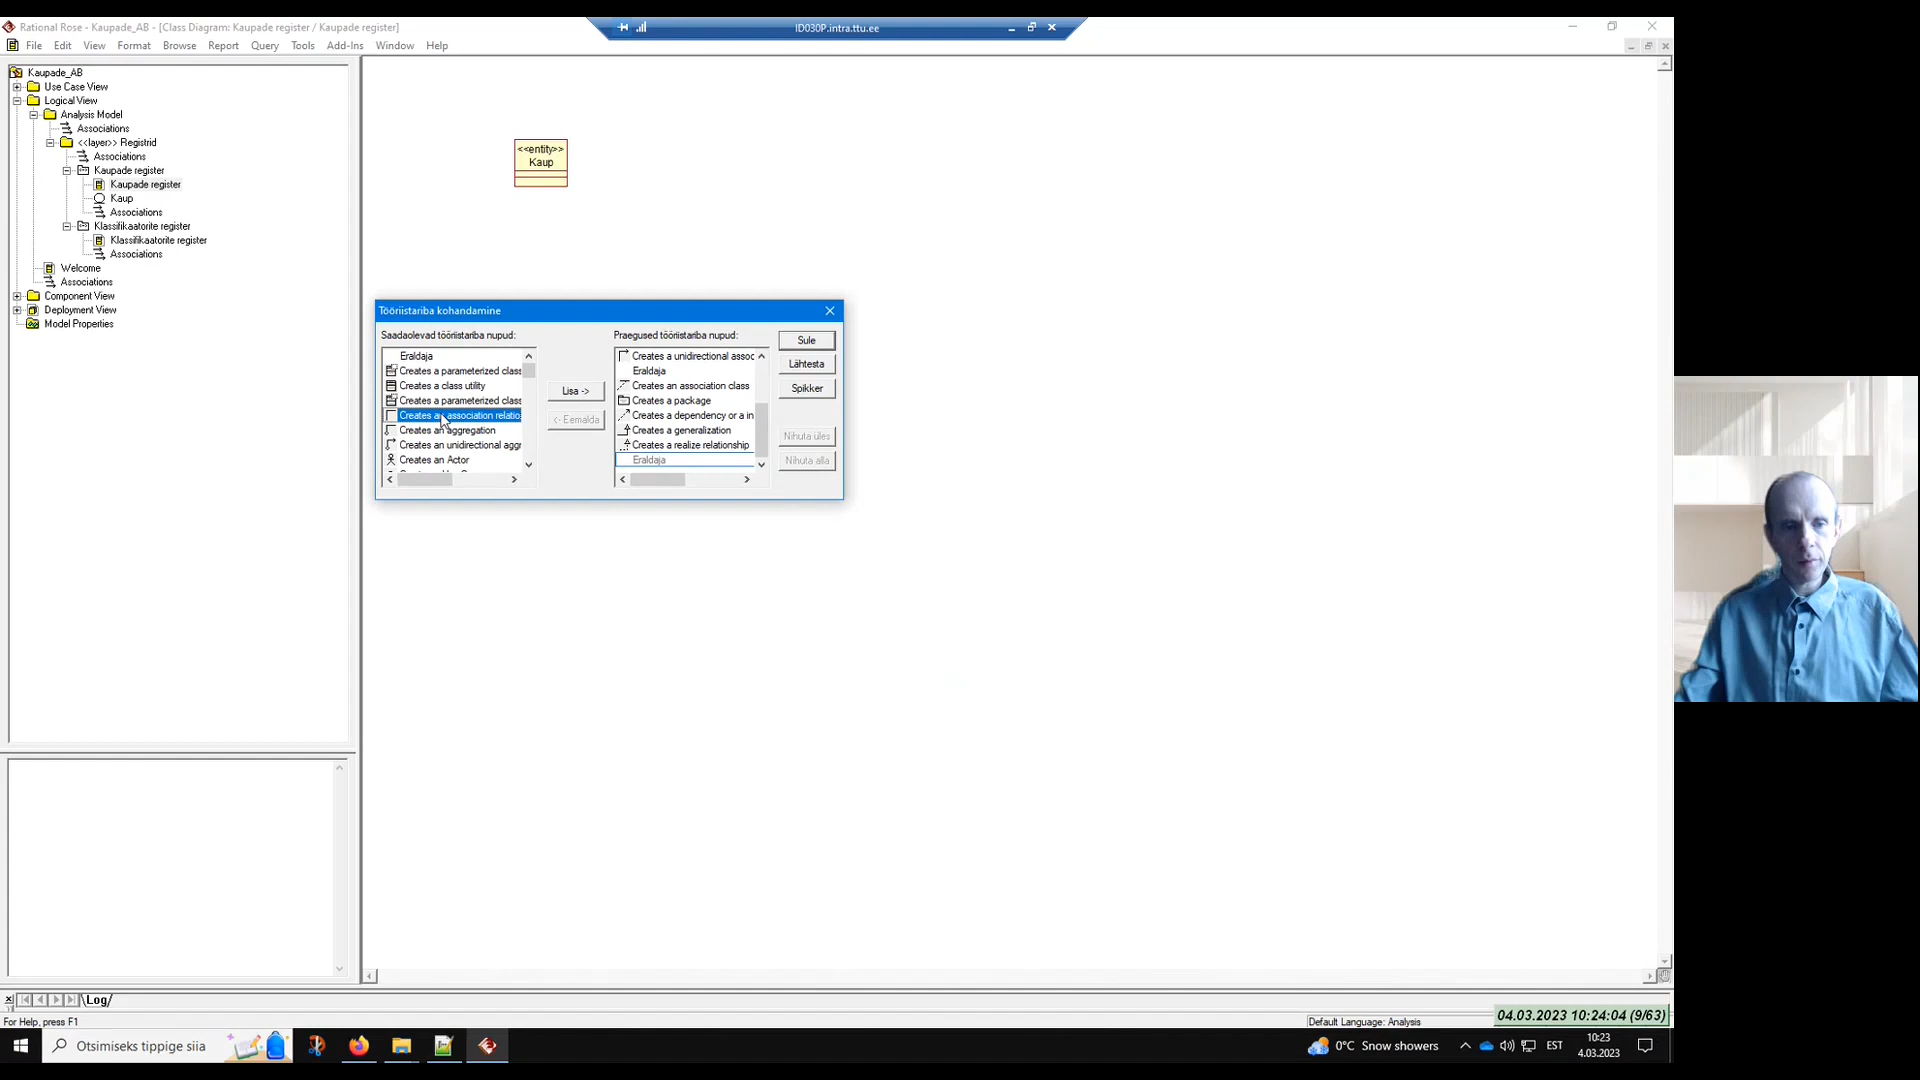 Rational Rose - Kaupade_AB - [Class Diagram: Kaupade register / Kaupade register]
ID030P.intra.ttu.ee
File Edit View Format Browse Report Query Tools Add-Ins Window Help
Kaupade_AB
Use Case View
Logical View
Analysis Model
Associations
<<layer>> Registrid
Associations
Kaupade register
Kaupade register
Kaup
Associations
Klassifikaatorite register
Klassifikaatorite register
Associations
Welcome
Associations
Component View
Deployment View
Model Properties
<<entity>>
Kaup
Tööriistariba kohandamine
Saadaolevad tööriistariba nupud:
Eraldaja
Creates a parameterized class
Creates a class utility
Creates a parameterized class
Creates an association relatio
Creates an aggregation
Creates an unidirectional aggr
Creates an Actor
Lisa ->
<- Eemalda
Praegused tööriistariba nupud:
Creates a unidirectional assoc
Eraldaja
Creates an association class
Creates a package
Creates a dependency or a in
Creates a generalization
Creates a realize relationship
Eraldaja
Sule
Lähtesta
Spikker
Nihuta üles
Nihuta alla
Log
For Help, press F1
Default Language: Analysis
04.03.2023 10:24:04 (9/63)
Otsimiseks tippige siia
0°C Snow showers
EST
10:23
4.03.2023